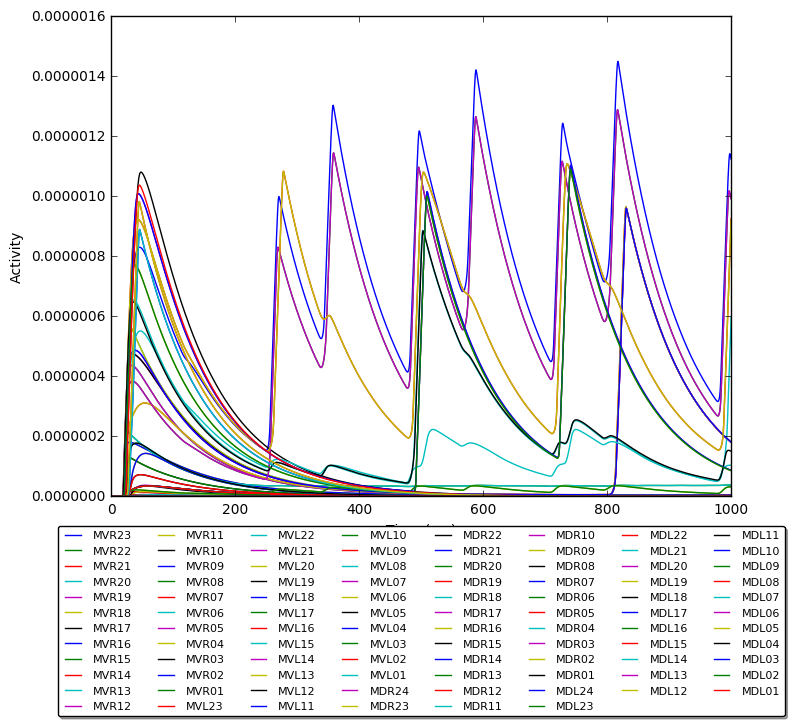 0.0000016
0.0000014
0.0000012
0.0000010
0.0000008
0.0000006
0.0000004
0.0000002
0.0000000
Activity
0 200 400 600 800 1000
MVR23 MVR11 MVL22 MVL10 MDR22 MDR10 MDL22 MDL11
MVR22 MVR10 MVL21 MVL09 MDR21 MDR09 MDL21 MDL10
MVR21 MVR09 MVL20 MVL08 MDR20 MDR08 MDL20 MDL09
MVR20 MVR08 MVL19 MVL07 MDR19 MDR07 MDL19 MDL08
MVR19 MVR07 MVL18 MVL06 MDR18 MDR06 MDL18 MDL07
MVR18 MVR06 MVL17 MVL05 MDR17 MDR05 MDL17 MDL06
MVR17 MVR05 MVL16 MVL04 MDR16 MDR04 MDL16 MDL05
MVR16 MVR04 MVL15 MVL03 MDR15 MDR03 MDL15 MDL04
MVR15 MVR03 MVL14 MVL02 MDR14 MDR02 MDL14 MDL03
MVR14 MVR02 MVL13 MVL01 MDR13 MDR01 MDL13 MDL02
MVR13 MVR01 MVL12 MDR24 MDR12 MDL24 MDL12 MDL01
MVR12 MVL23 MVL11 MDR23 MDR11 MDL23